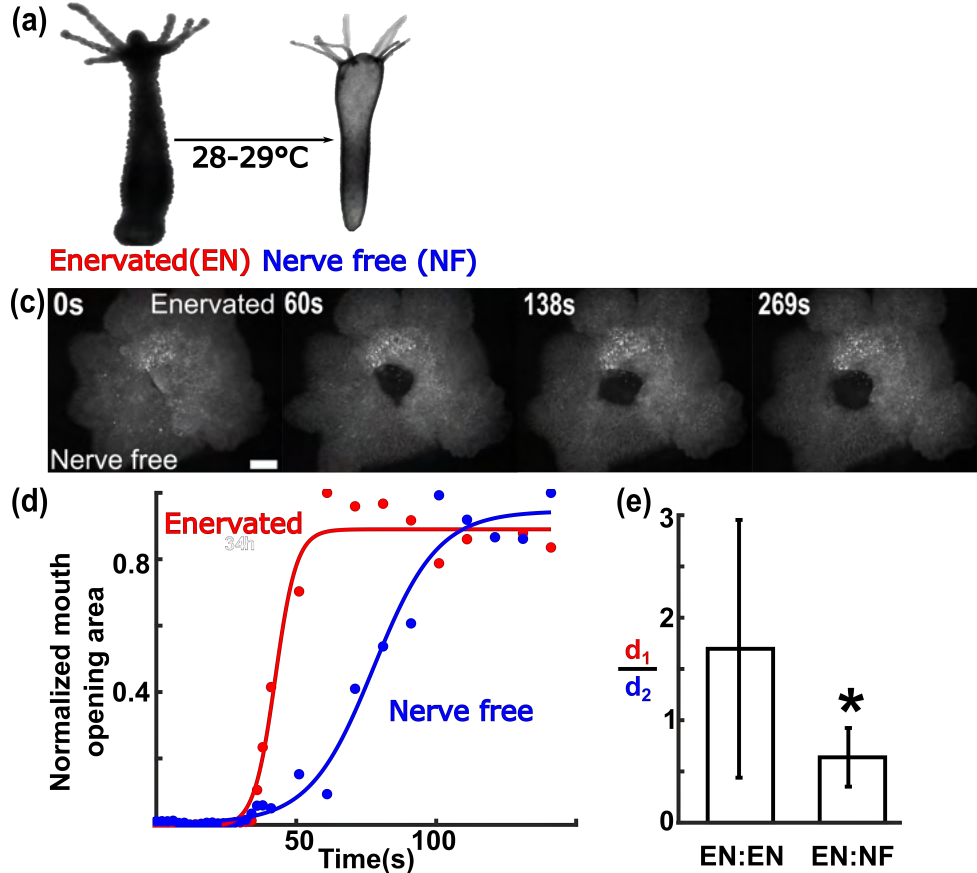 (a)
28-29°C
Enervated(EN) Nerve free (NF)
(c)
0s Enervated 60s 138s 269s
Nerve free
(d)
Enervated
34h
Nerve free
Normalized mouth
opening area
0.8
0.4
50 100
Time(s)
(e)
3
2
1
0
d1
d2
*
EN:EN EN:NF